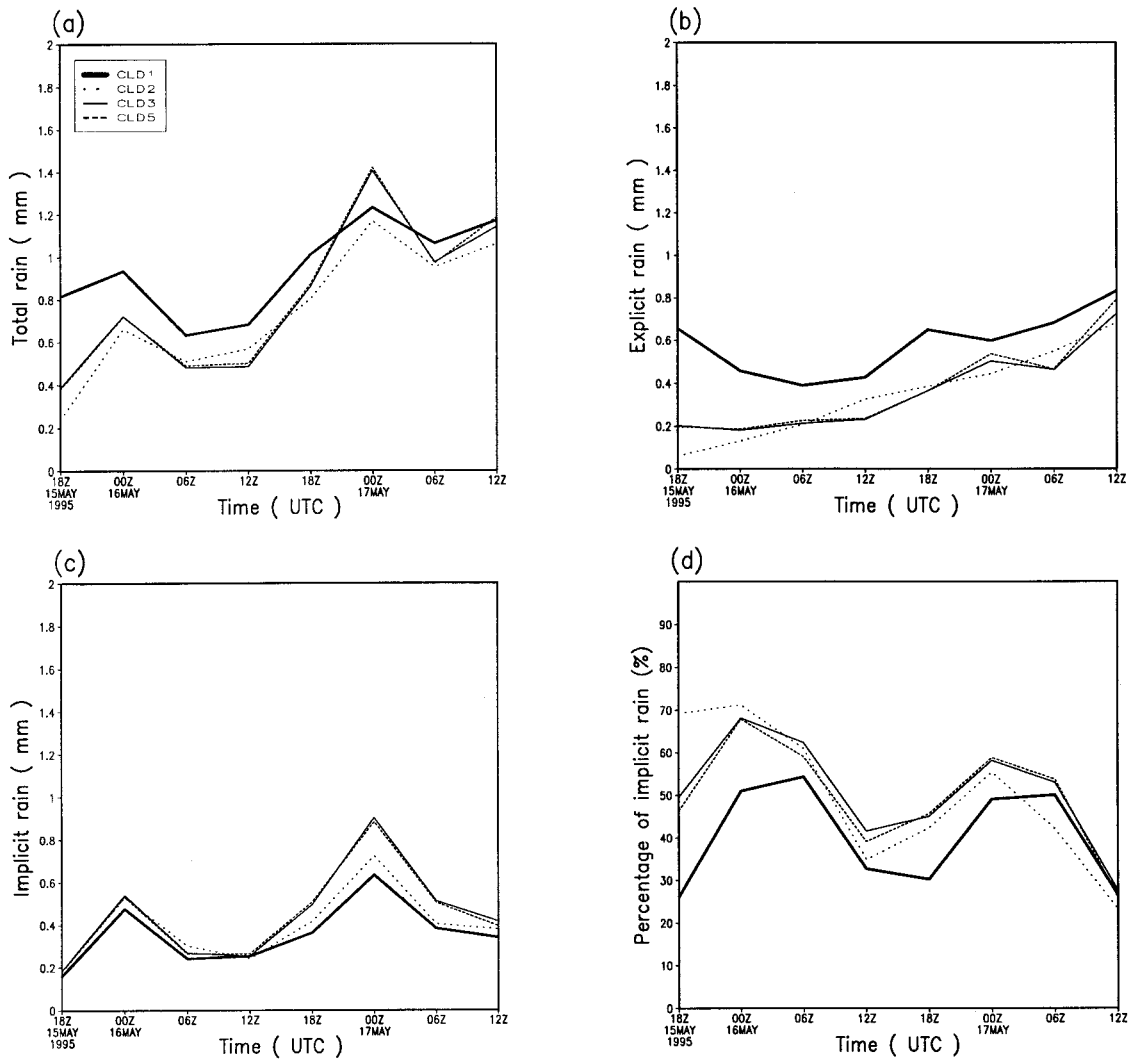 (a)
Total rain ( mm )
2
1.8
1.6
1.4
1.2
1
0.8
0.6
0.4
0.2
0
CLD1
CLD2
CLD3
CLD5
18Z 00Z 06Z 12Z 18Z 00Z 06Z 12Z
15MAY 16MAY 17MAY
1995
Time ( UTC )
(b)
Explicit rain ( mm )
2
1.8
1.6
1.4
1.2
1
0.8
0.6
0.4
0.2
0
18Z 00Z 06Z 12Z 18Z 00Z 06Z 12Z
15MAY 16MAY 17MAY
1995
Time ( UTC )
(c)
Implicit rain ( mm )
2
1.8
1.6
1.4
1.2
1
0.8
0.6
0.4
0.2
0
18Z 00Z 06Z 12Z 18Z 00Z 06Z 12Z
15MAY 16MAY 17MAY
1995
Time ( UTC )
(d)
Percentage of implicit rain (%)
90
80
70
60
50
40
30
20
10
0
18Z 00Z 06Z 12Z 18Z 00Z 06Z 12Z
15MAY 16MAY 17MAY
1995
Time ( UTC )